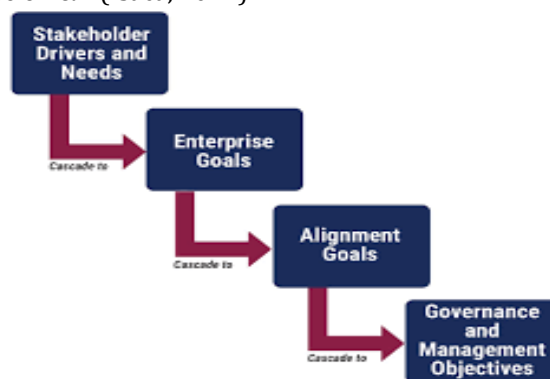 Stakeholder
Drivers and
Needs
Cascade to
Enterprise
Goals
Cascade to
Alignment
Goals
Cascade to
Governance
and
Management
Objectives